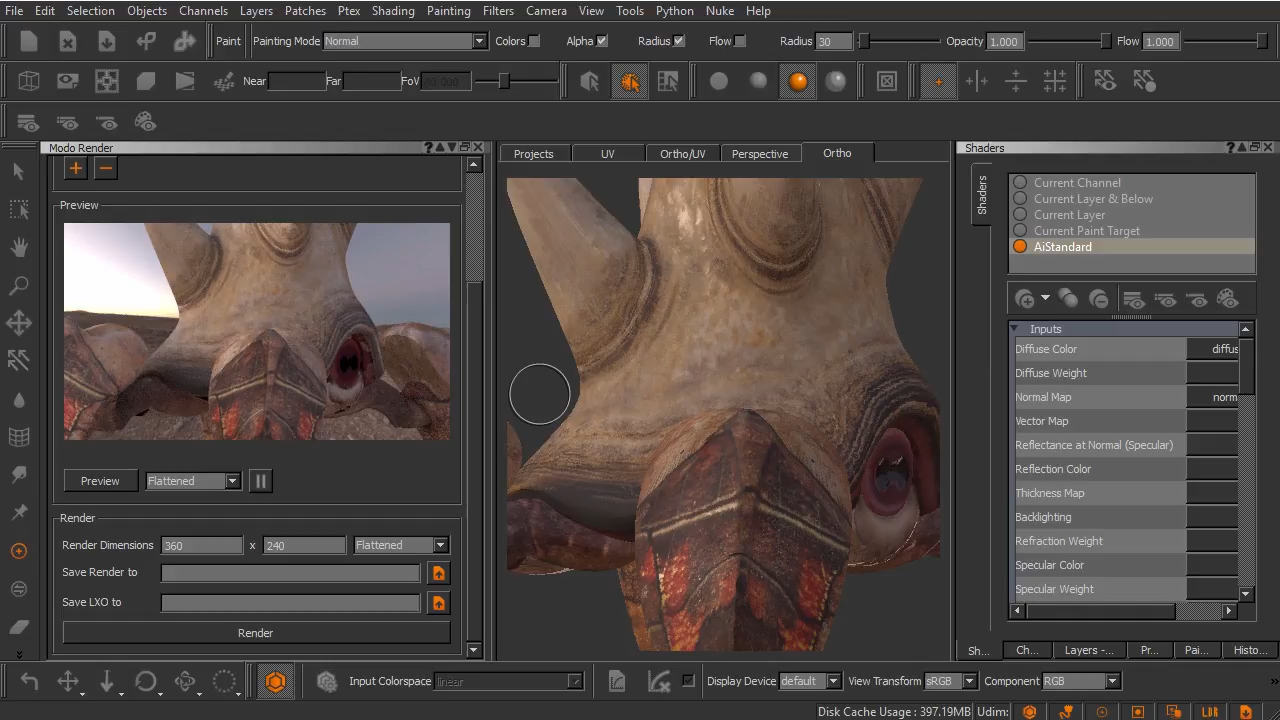 File Edit Selection Objects Channels Layers Patches Ptex Shading Painting Filters Camera View Tools Python Nuke Help
Paint Painting Mode Normal Colors Alpha Radius Flow Radius 30 Opacity 1.000 Flow 1.000
Near Far FoV
Modo Render
Projects UV Ortho/UV Perspective Ortho
Shaders
Shaders
Current Channel
Current Layer & Below
Current Layer
Current Paint Target
AiStandard
Preview
Preview Flattened
Render
Render Dimensions 360 x 240 Flattened
Save Render to
Save LXO to
Render
Inputs
Diffuse Color diffus
Diffuse Weight
Normal Map norm
Vector Map
Reflectance at Normal (Specular)
Reflection Color
Thickness Map
Backlighting
Refraction Weight
Specular Color
Specular Weight
Sh... Ch... Layers -... Pr... Pai... Histo...
Input Colorspace linear Display Device default View Transform sRGB Component RGB
Disk Cache Usage : 397.19MB Udim:
LDR